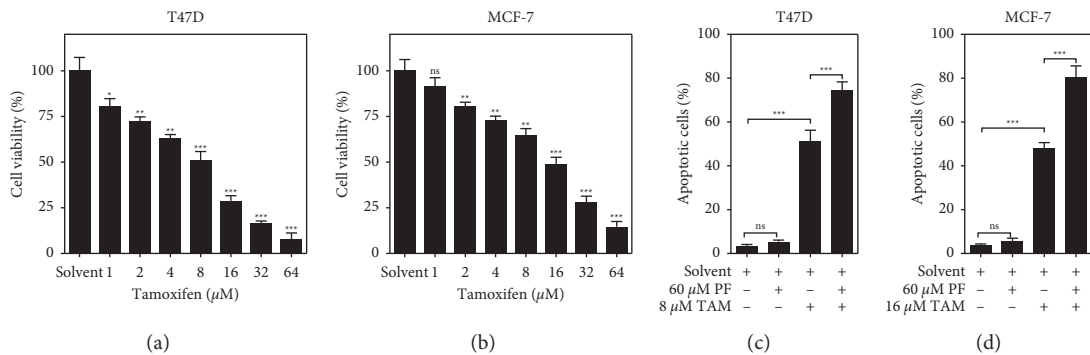 T47D
Cell viability (%)
100
75
50
25
0
*
**
**
***
***
***
***
Solvent 1 2 4 8 16 32 64
Tamoxifen (μM)
(a)
MCF-7
Cell viability (%)
100
75
50
25
0
ns
**
**
**
***
***
***
Solvent 1 2 4 8 16 32 64
Tamoxifen (μM)
(b)
T47D
Apoptotic cells (%)
100
80
60
40
20
0
***
***
ns
Solvent + + + +
60 μM PF – + – +
8 μM TAM – – + +
(c)
MCF-7
Apoptotic cells (%)
100
80
60
40
20
0
***
***
ns
Solvent + + + +
60 μM PF – + – +
16 μM TAM – – + +
(d)